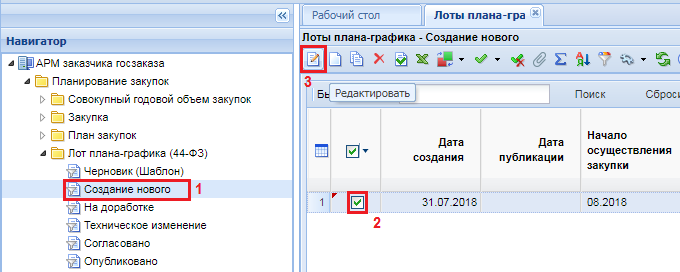 Рабочий стол
Лоты плана-гра
Навигатор
Лоты плана-графика - Создание нового
АРМ заказчика госзаказа
Планирование закупок
Совокупный годовой объем закупок
Закупка
План закупок
Лот плана-графика (44-ФЗ)
Черновик (Шаблон)
Создание нового
1
На доработке
Техническое изменение
Согласовано
Опубликовано
3
Редактировать
Поиск
Дата создания
Дата публикации
Начало осуществления закупки
1
31.07.2018
08.2018
2